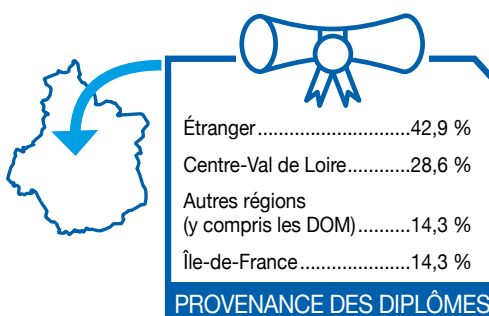 Étranger.............................42,9 %
Centre-Val de Loire............28,6 %
Autres régions
(y compris les DOM)..........14,3 %
Île-de-France.....................14,3 %
PROVENANCE DES DIPLÔMES